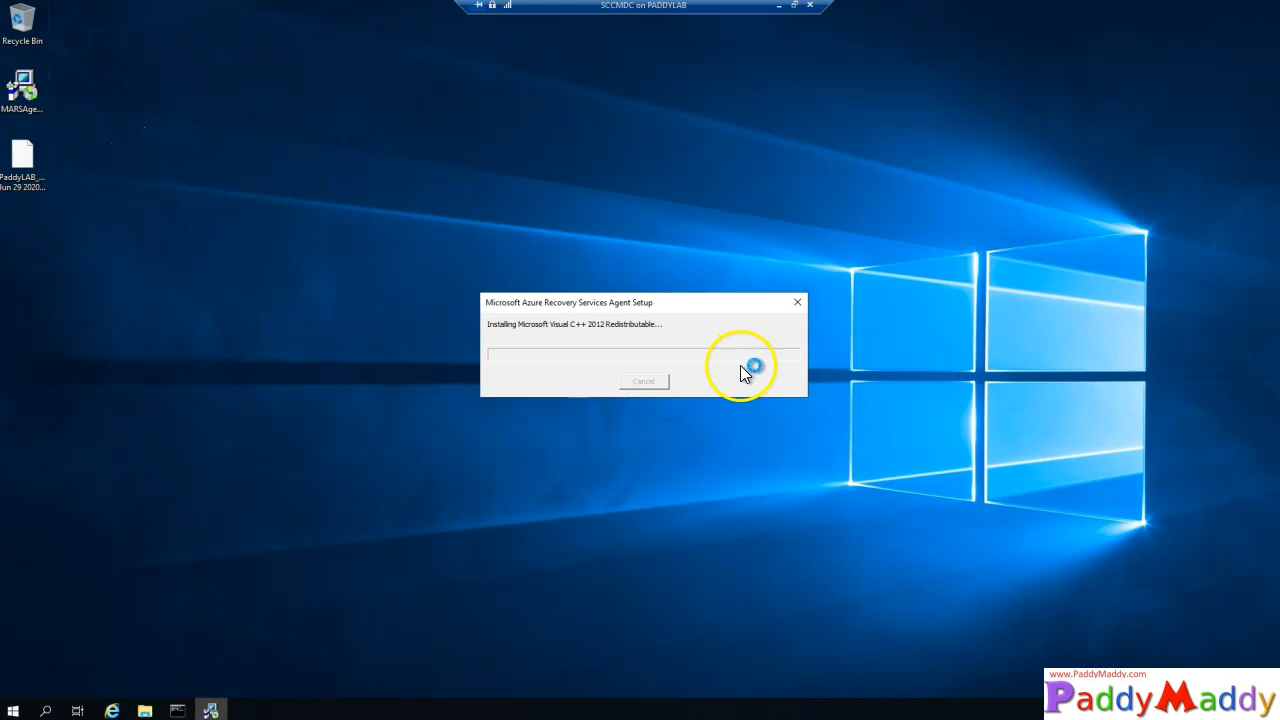 SCCMDC on PADDYLAB
Recycle Bin
MARSAge...
PaddyLAB_...
Jun 29 2020...
Microsoft Azure Recovery Services Agent Setup
Installing Microsoft Visual C++ 2012 Redistributable...
Cancel
www.PaddyMaddy.com
PaddyMaddy